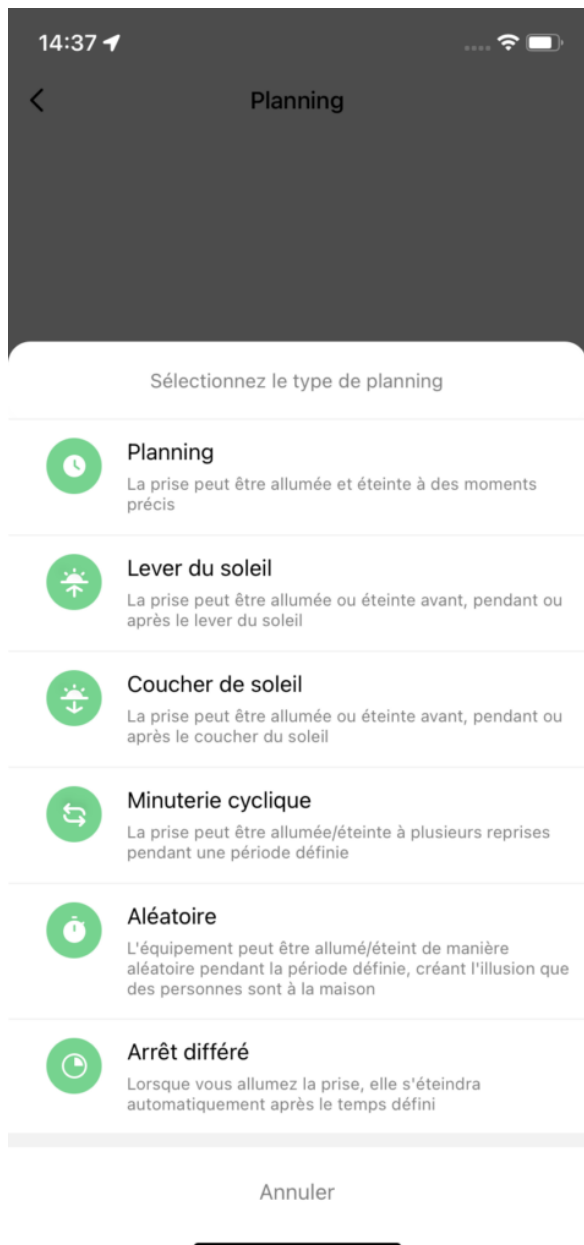 14:37
Planning
Sélectionnez le type de planning
Planning
La prise peut être allumée et éteinte à des moments
précis
Lever du soleil
La prise peut être allumée ou éteinte avant, pendant ou
après le lever du soleil
Coucher de soleil
La prise peut être allumée ou éteinte avant, pendant ou
après le coucher du soleil
Minuterie cyclique
La prise peut être allumée/éteinte à plusieurs reprises
pendant une période définie
Aléatoire
L'équipement peut être allumé/éteint de manière
aléatoire pendant la période définie, créant l'illusion que
des personnes sont à la maison
Arrêt différé
Lorsque vous allumez la prise, elle s'éteindra
automatiquement après le temps défini
Annuler